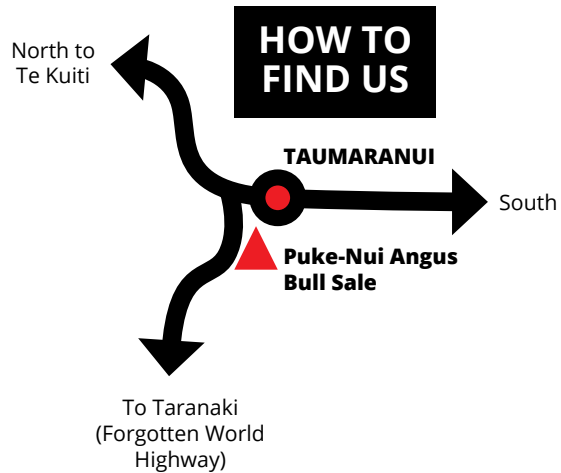 HOW TO
FIND US
North to
Te Kuiti
TAUMARANUI
South
Puke-Nui Angus
Bull Sale
To Taranaki
(Forgotten World
Highway)